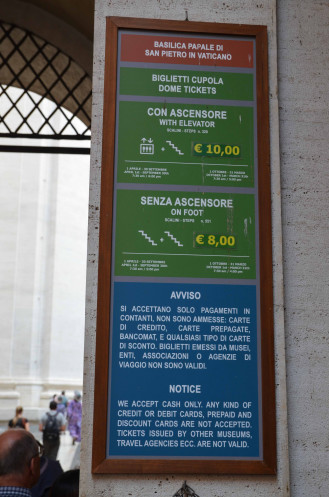 BASILICA PAPALE DI
SAN PIETRO IN VATICANO
BIGLIETTI CUPOLA
DOME TICKETS
CON ASCENSORE
WITH ELEVATOR
SCALINI - STEPS
€ 10,00
SENZA ASCENSORE
ON FOOT
SCALINI - STEPS
€ 8,00
AVVISO
SI ACCETTANO SOLO PAGAMENTI IN
CONTANTI, NON SONO AMMESSE: CARTE
DI CREDITO, CARTE PREPAGATE,
BANCOMAT, E QUALSIASI TIPO DI CARTE
DI SCONTO. BIGLIETTI EMESSI DA MUSEI,
ENTI, ASSOCIAZIONI O AGENZIE DI
VIAGGIO NON SONO VALIDI.
NOTICE
WE ACCEPT CASH ONLY. ANY KIND OF
CREDIT OR DEBIT CARDS, PREPAID AND
DISCOUNT CARDS ARE NOT ACCEPTED.
TICKETS ISSUED BY OTHER MUSEUMS,
TRAVEL AGENCIES ECC. ARE NOT VALID.